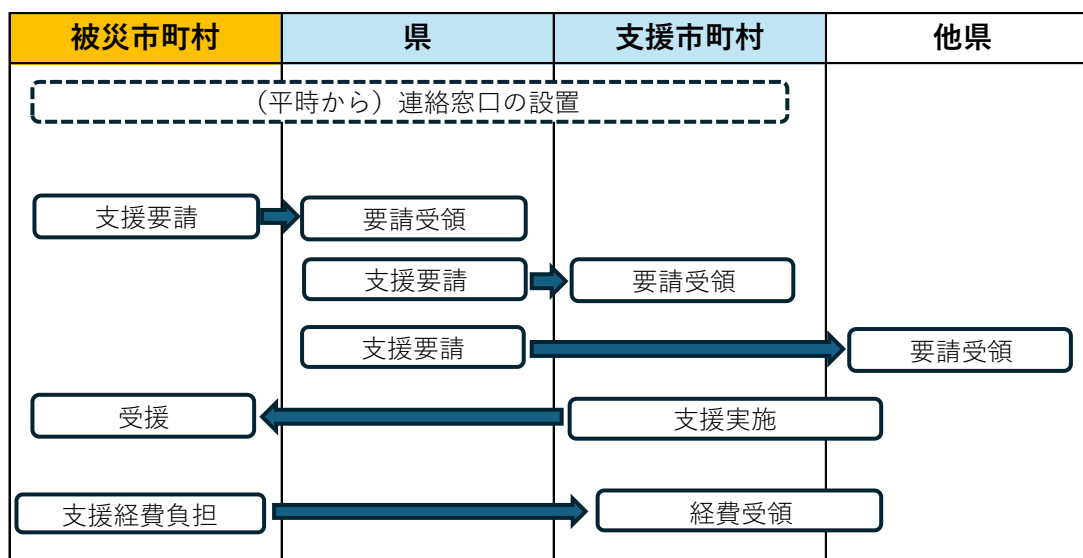 被災市町村
県
支援市町村
他県
（平時から）連絡窓口の設置
支援要請
要請受領
支援要請
要請受領
支援要請
要請受領
受援
支援実施
支援経費負担
経費受領